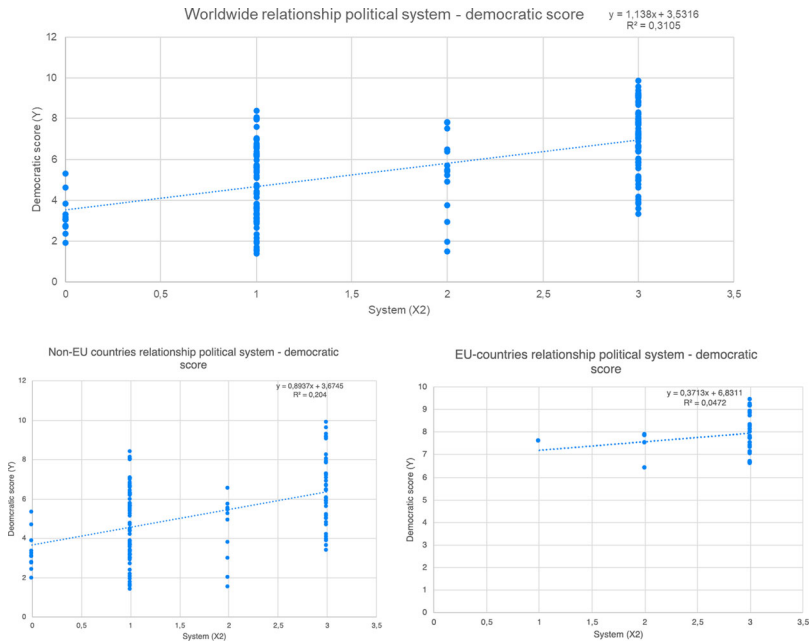 Worldwide relationship political system - democratic score
y = 1,138x + 3,5316
R² = 0,3105
12
10
8
6
4
2
0
Democratic score (Y)
0 0,5 1 1,5 2 2,5 3 3,5
System (X2)
Non-EU countries relationship political system - democratic
score
y = 0,8937x + 3,6745
R² = 0,204
12
10
8
6
4
2
0
Deomcratic score (Y)
0 0,5 1 1,5 2 2,5 3 3,5
System (X2)
EU-countries relationship political system - democratic
score
y = 0,3713x + 6,8311
R² = 0,0472
10
9
8
7
6
5
4
3
2
1
0
Democratic score (Y)
0 0,5 1 1,5 2 2,5 3 3,5
System (X2)